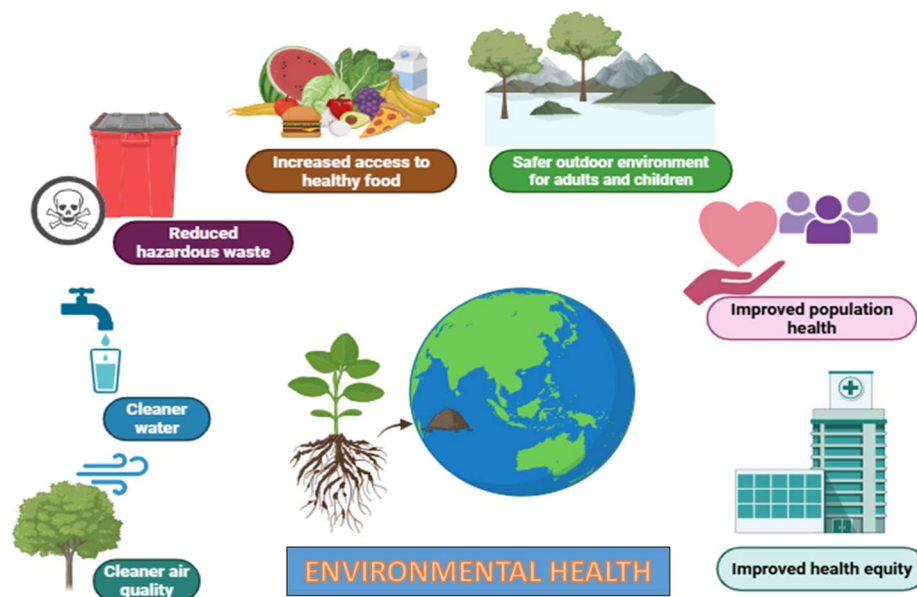 Increased access to
healthy food
Safer outdoor environment
for adults and children
Reduced
hazardous waste
Improved population
health
Cleaner
water
Cleaner air
quality
ENVIRONMENTAL HEALTH
Improved health equity